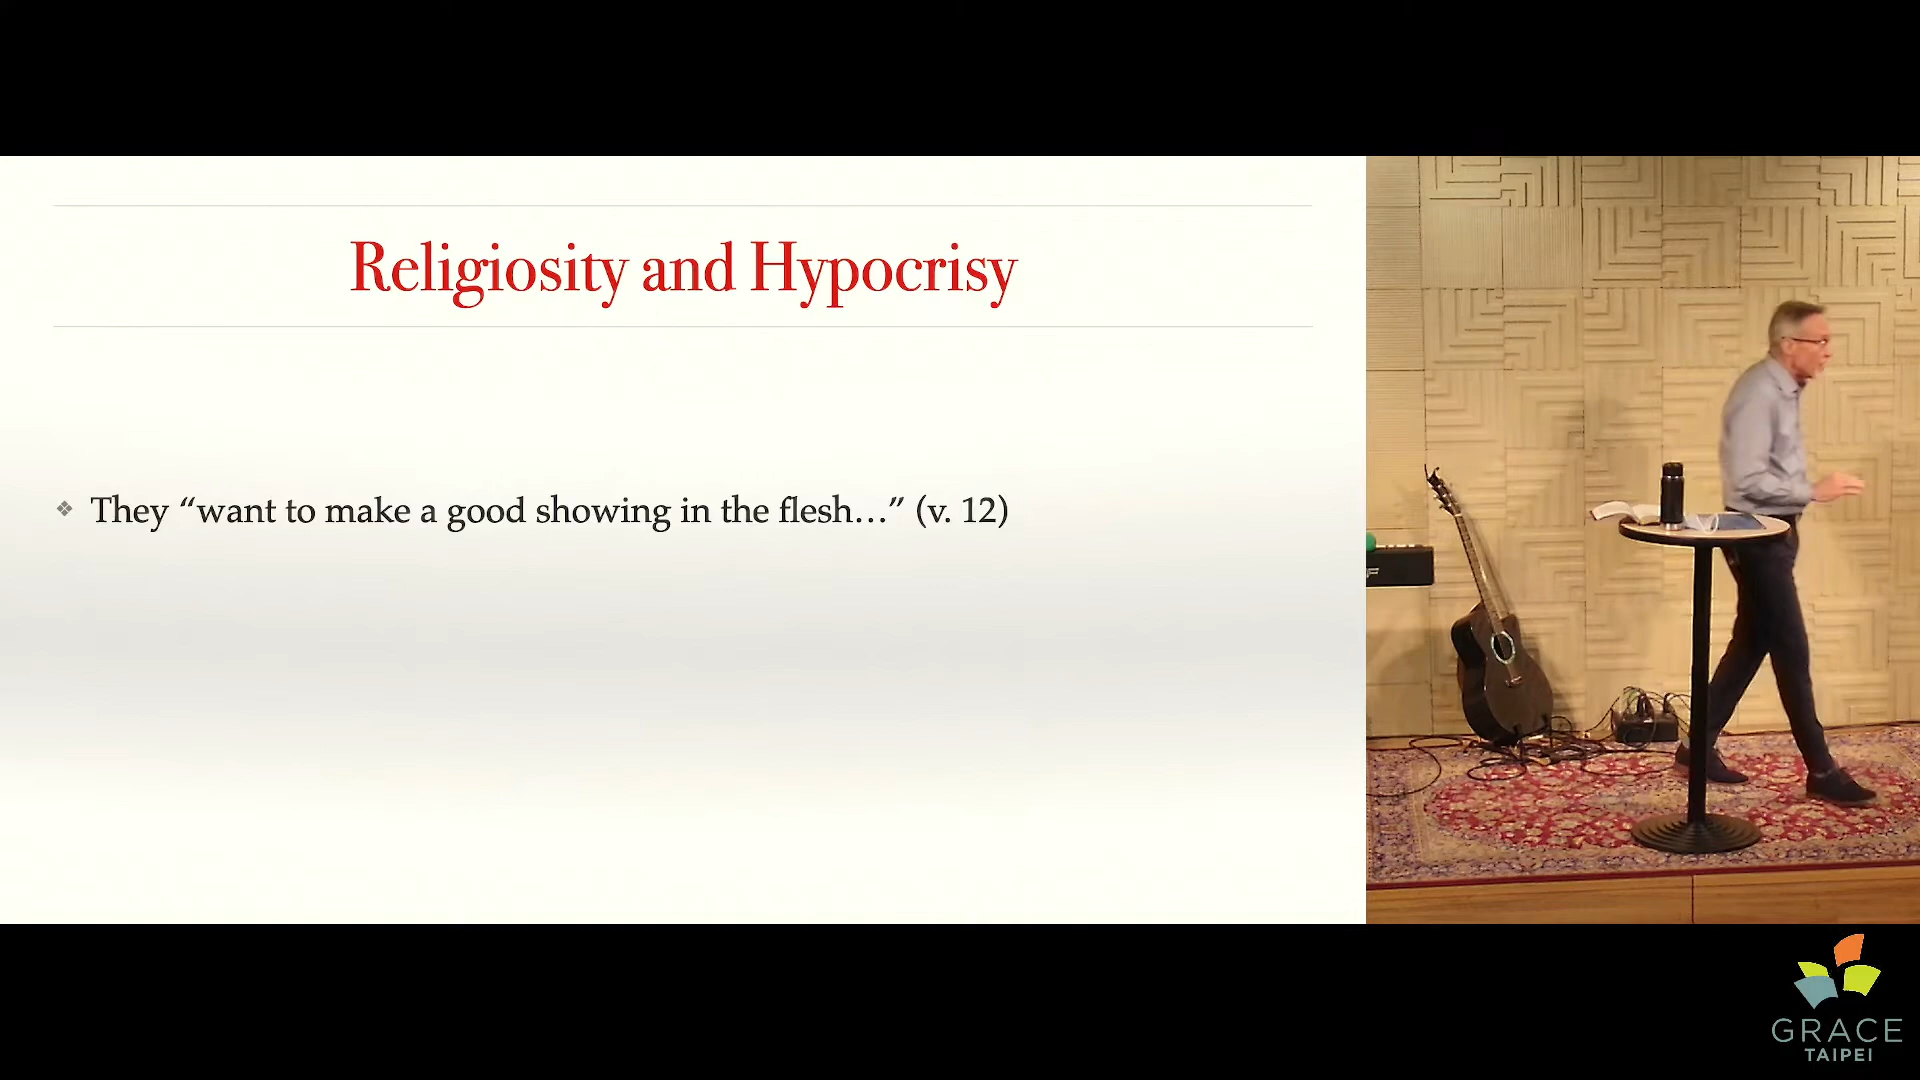 Religiosity and Hypocrisy
❖ They “want to make a good showing in the flesh…” (v. 12)
GRACE
TAIPEI